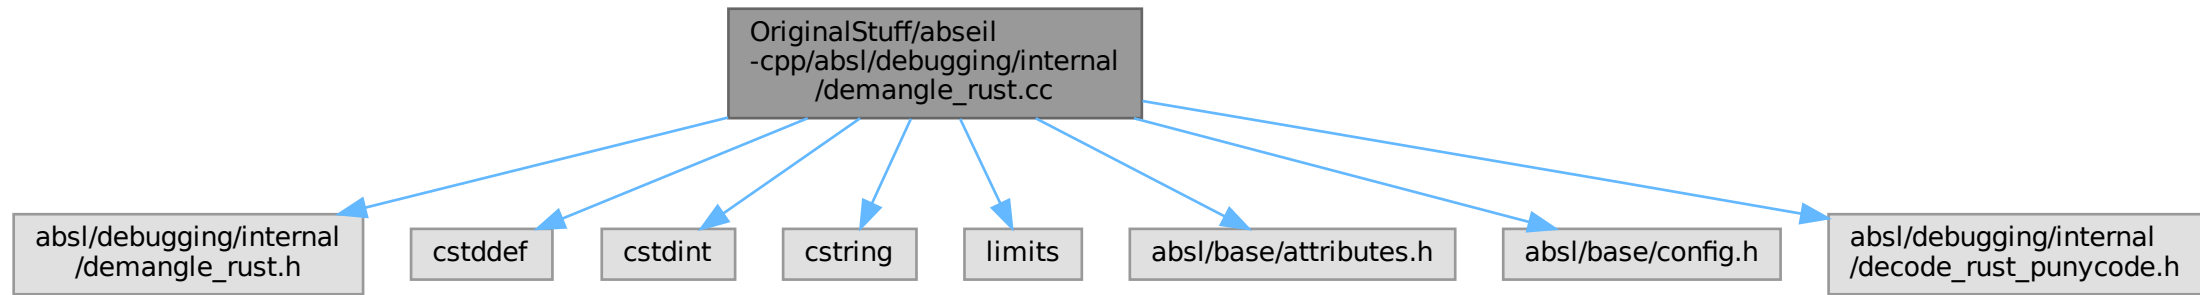 OriginalStuff/abseil
-cpp/absl/debugging/internal
/demangle_rust.cc
absl/debugging/internal
/demangle_rust.h
cstddef
cstdint
cstring
limits
absl/base/attributes.h
absl/base/config.h
absl/debugging/internal
/decode_rust_punycode.h